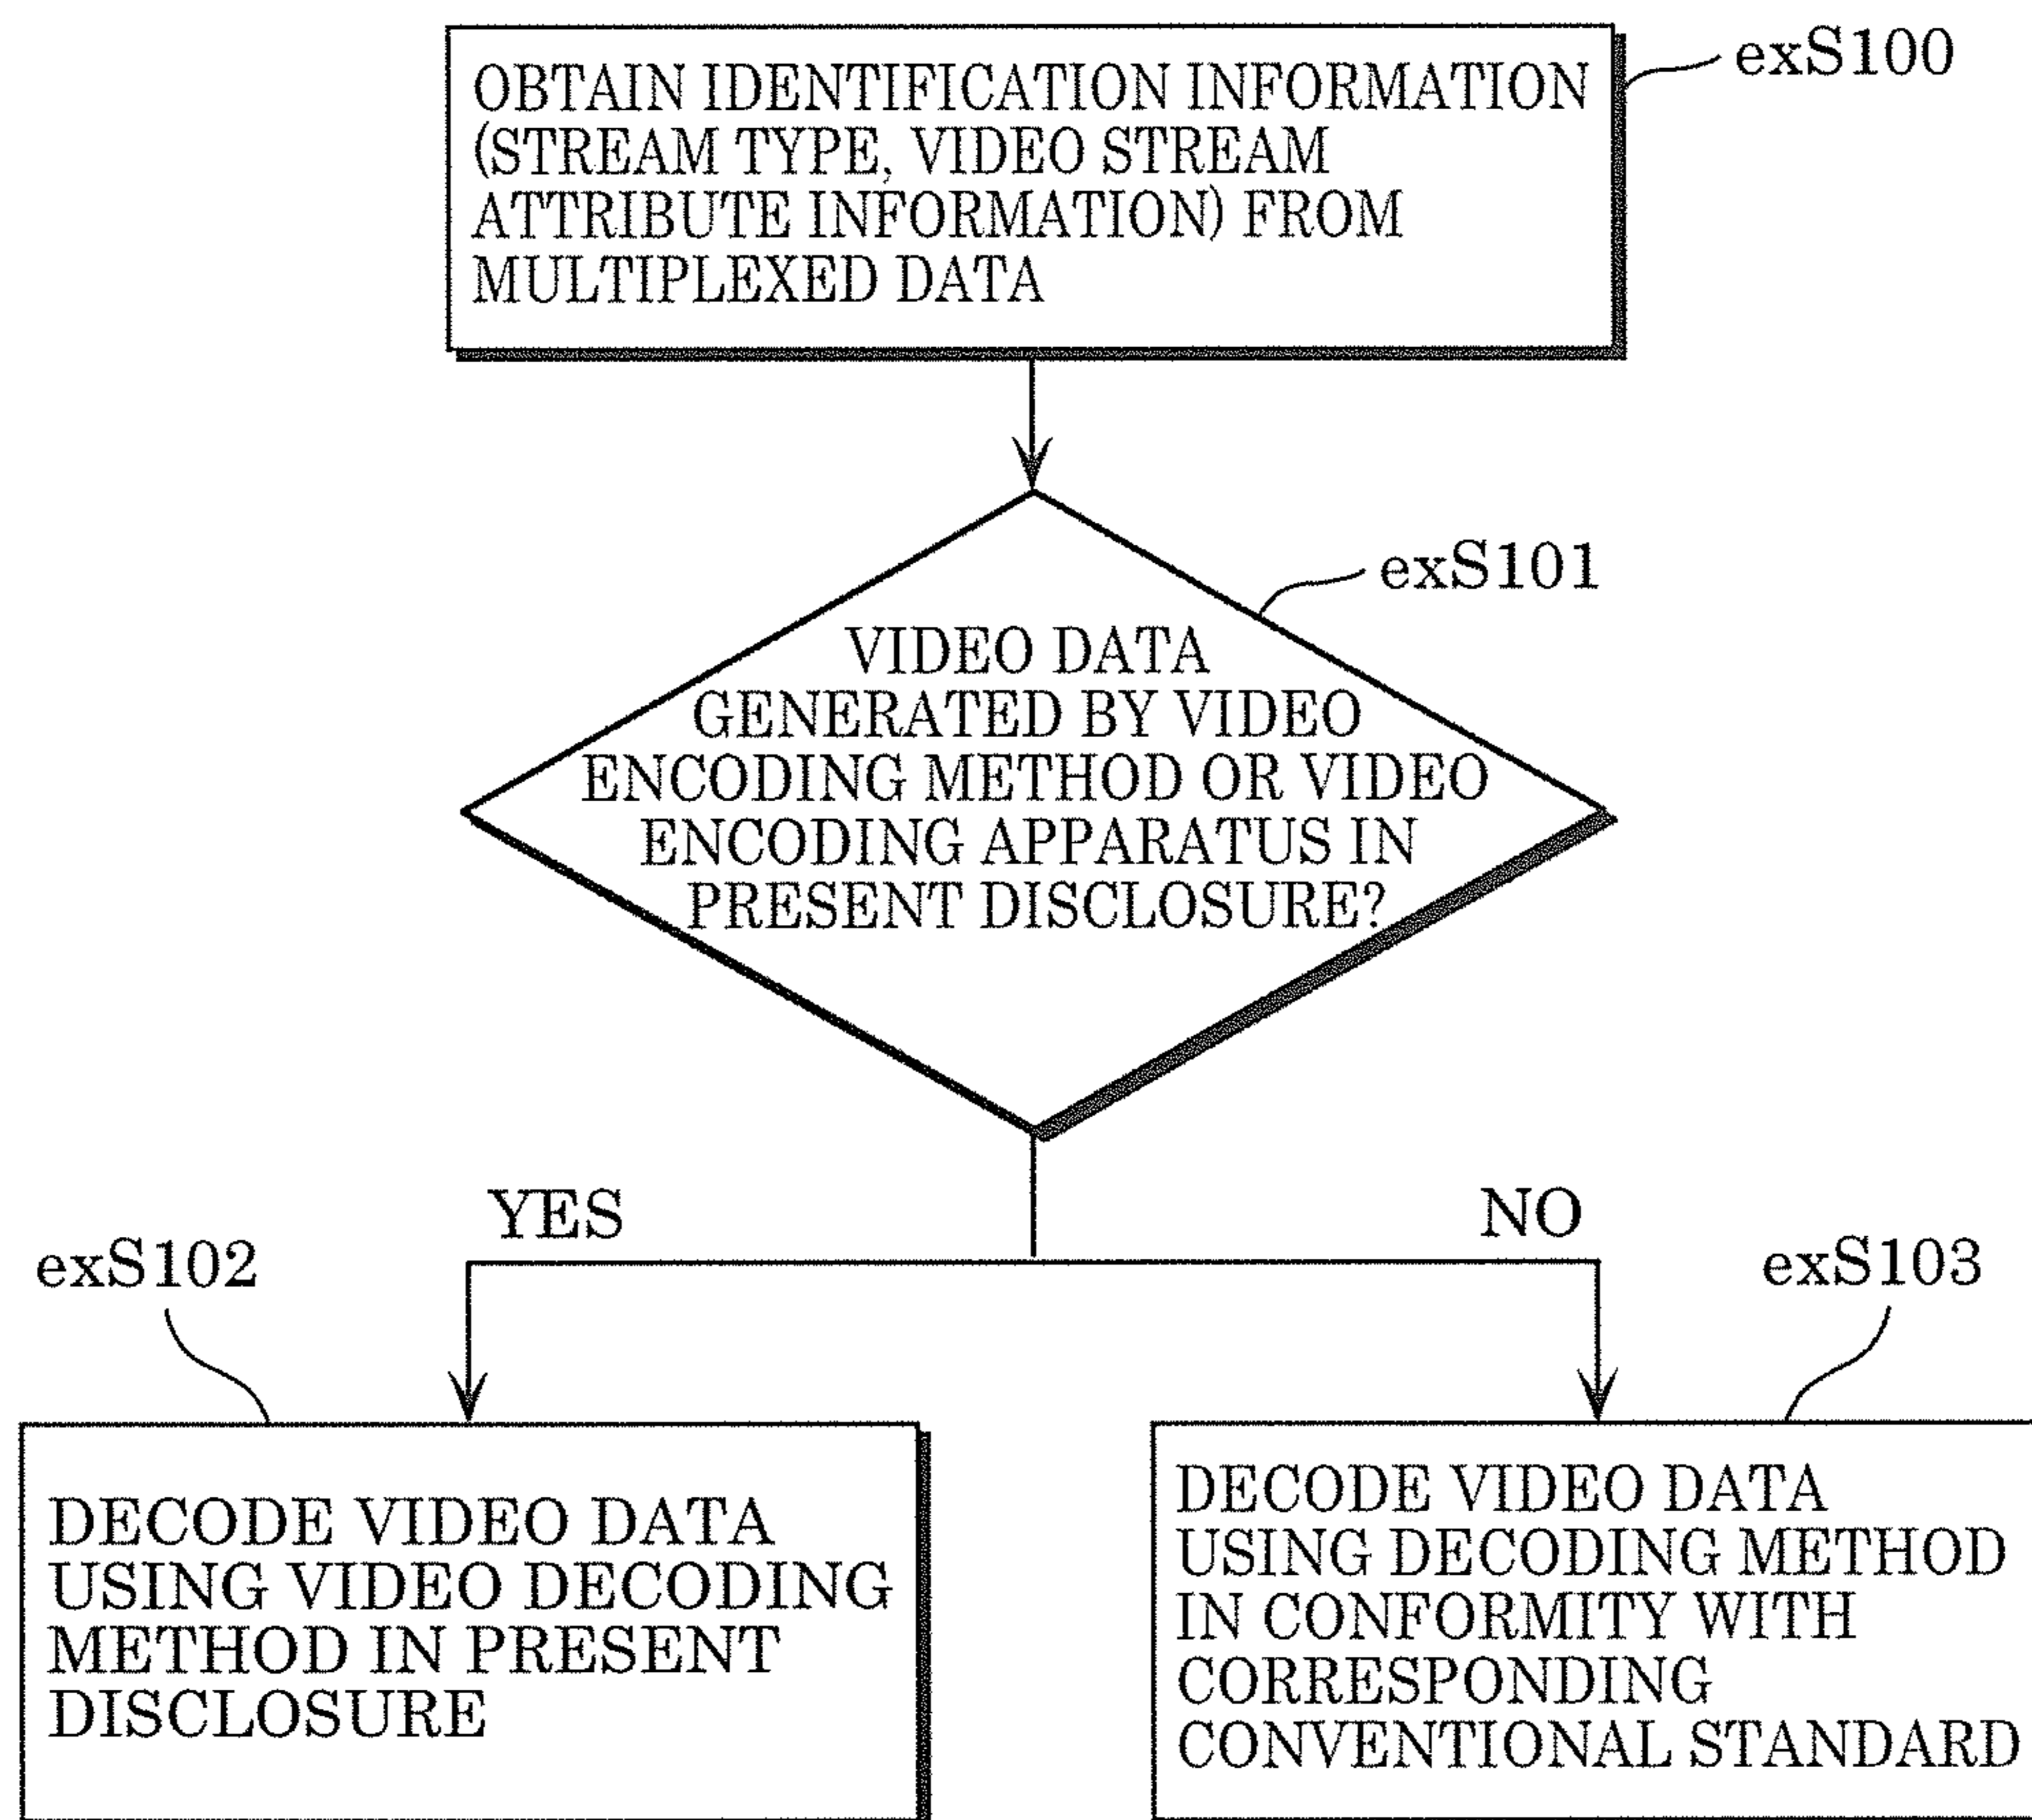 exS100
OBTAIN IDENTIFICATION INFORMATION
(STREAM TYPE, VIDEO STREAM
ATTRIBUTE INFORMATION) FROM
MULTIPLEXED DATA
exS101
VIDEO DATA
GENERATED BY VIDEO
ENCODING METHOD OR VIDEO
ENCODING APPARATUS IN
PRESENT DISCLOSURE?
YES
NO
exS102
exS103
DECODE VIDEO DATA
USING VIDEO DECODING
METHOD IN PRESENT
DISCLOSURE
DECODE VIDEO DATA
USING DECODING METHOD
IN CONFORMITY WITH
CORRESPONDING
CONVENTIONAL STANDARD